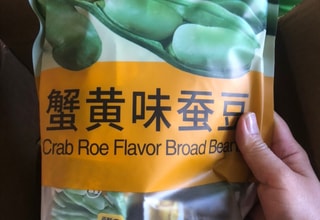 蟹黄味蚕豆
Crab Roe Flavor Broad Bean